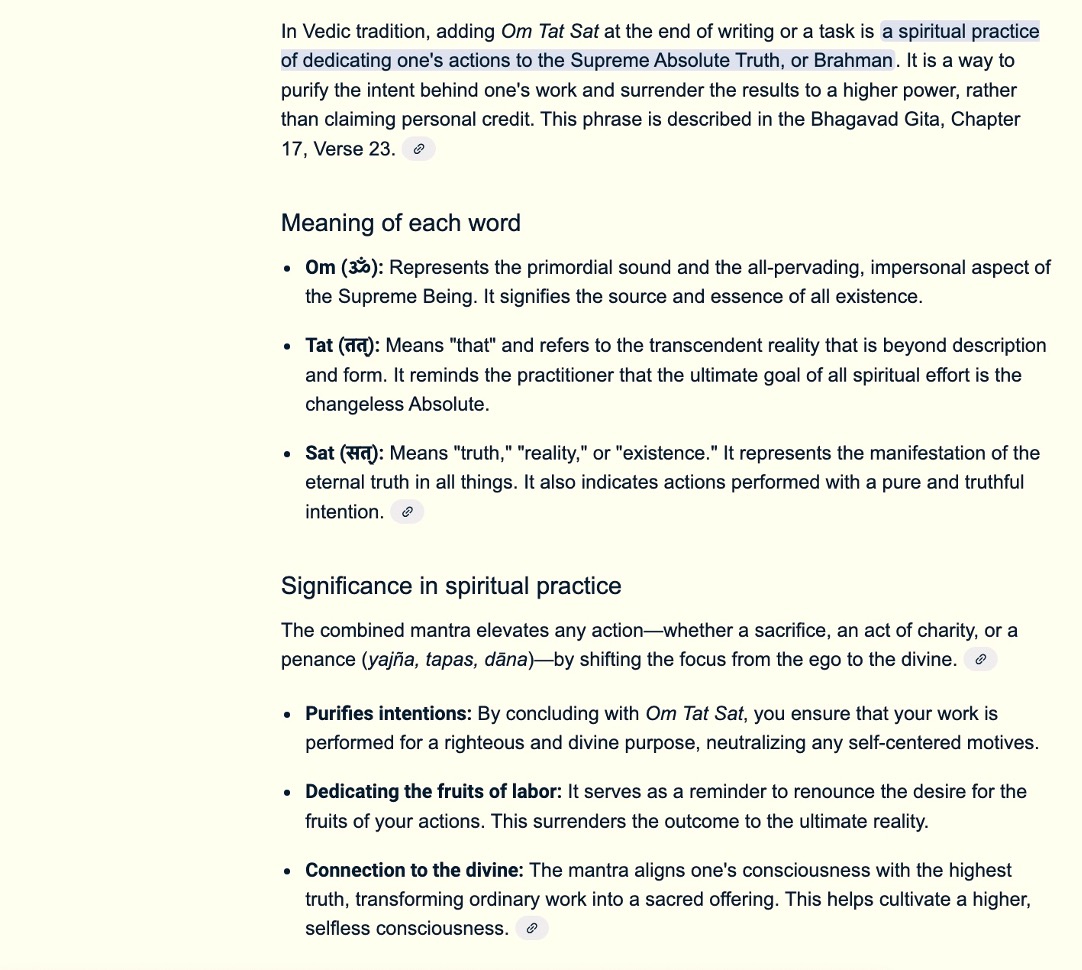 In Vedic tradition, adding Om Tat Sat at the end of writing or a task is a spiritual practice
of dedicating one's actions to the Supreme Absolute Truth, or Brahman. It is a way to
purify the intent behind one's work and surrender the results to a higher power, rather
than claiming personal credit. This phrase is described in the Bhagavad Gita, Chapter
17, Verse 23.
Meaning of each word
• Om (ॐ): Represents the primordial sound and the all-pervading, impersonal aspect of
the Supreme Being. It signifies the source and essence of all existence.
• Tat (तत्): Means "that" and refers to the transcendent reality that is beyond description
and form. It reminds the practitioner that the ultimate goal of all spiritual effort is the
changeless Absolute.
• Sat (सत्): Means "truth," "reality," or "existence." It represents the manifestation of the
eternal truth in all things. It also indicates actions performed with a pure and truthful
intention.
Significance in spiritual practice
The combined mantra elevates any action—whether a sacrifice, an act of charity, or a
penance (yajña, tapas, dāna)—by shifting the focus from the ego to the divine.
• Purifies intentions: By concluding with Om Tat Sat, you ensure that your work is
performed for a righteous and divine purpose, neutralizing any self-centered motives.
• Dedicating the fruits of labor: It serves as a reminder to renounce the desire for the
fruits of your actions. This surrenders the outcome to the ultimate reality.
• Connection to the divine: The mantra aligns one's consciousness with the highest
truth, transforming ordinary work into a sacred offering. This helps cultivate a higher,
selfless consciousness.